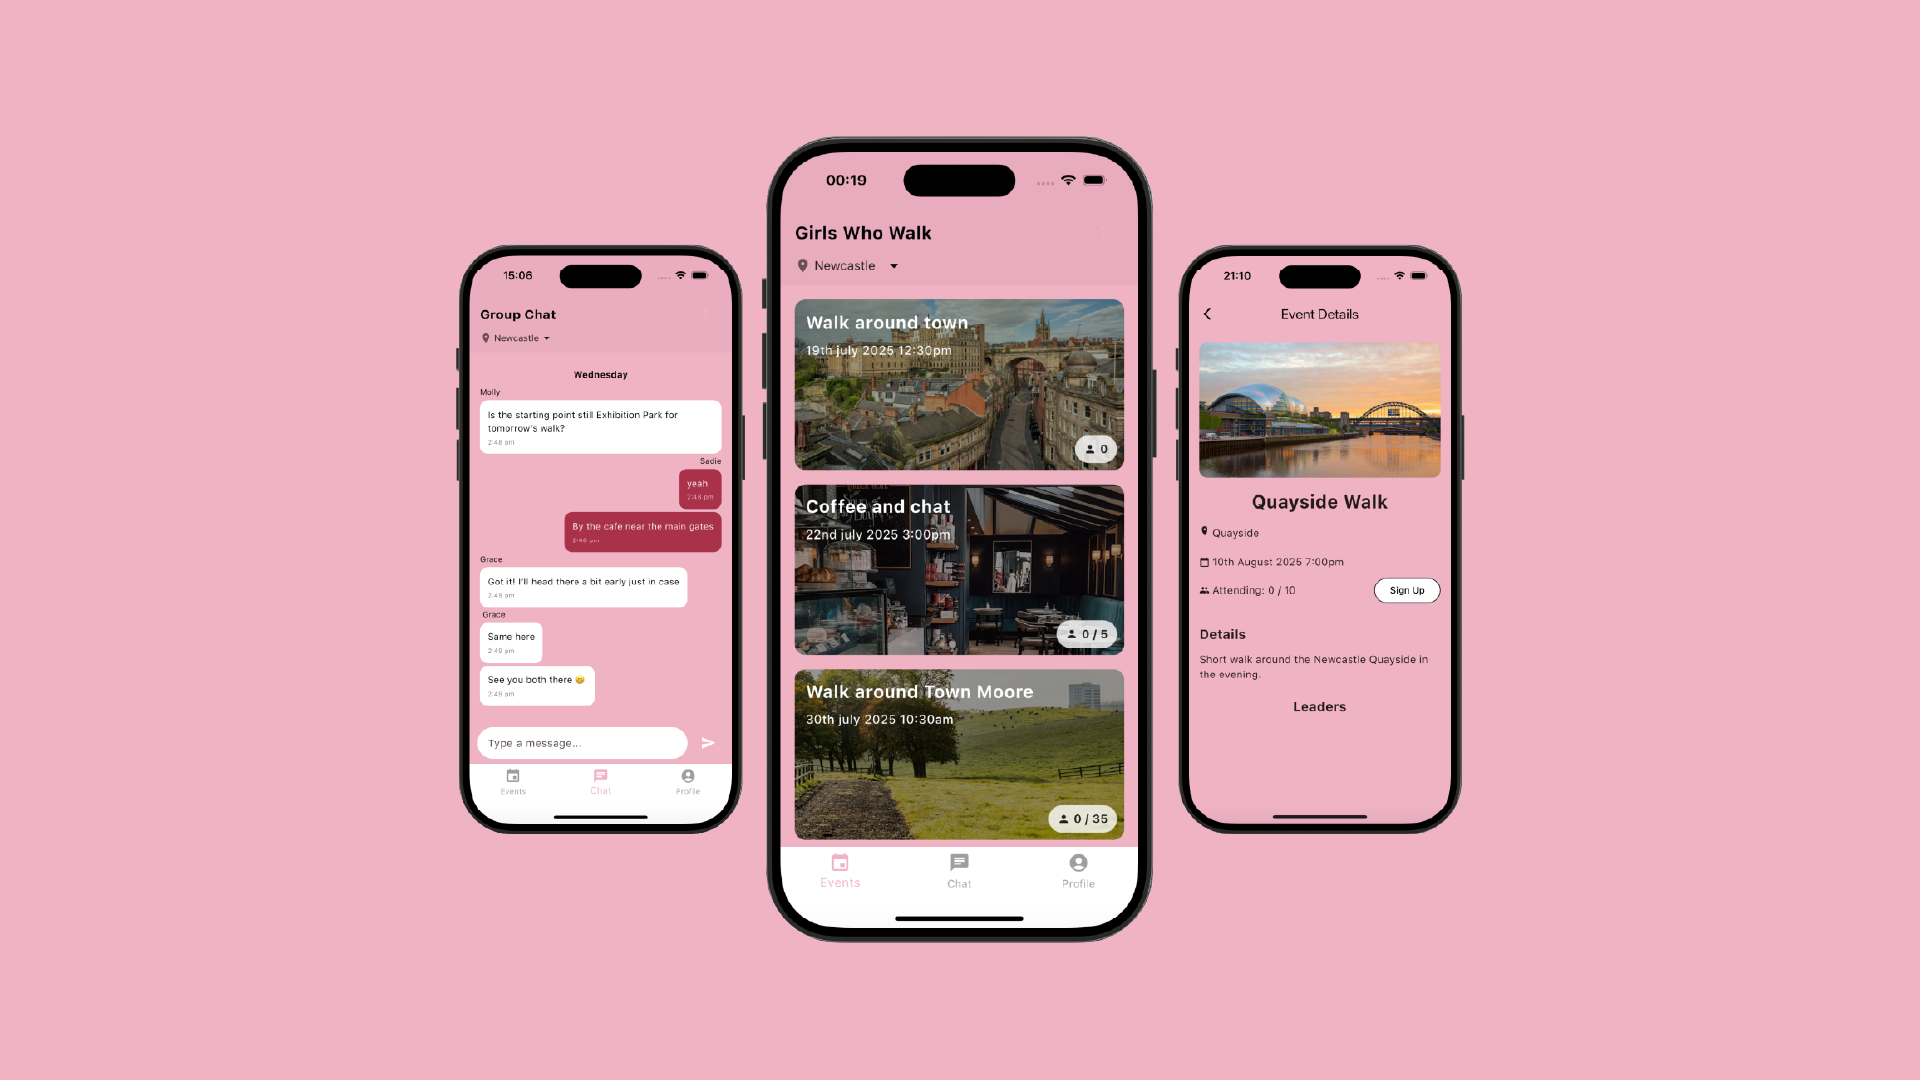 15:06
Group Chat
Newcastle
Wednesday
Molly
Is the starting point still Exhibition Park for
tomorrow's walk?
2:48 pm
Sadie
yeah
2:48 pm
By the cafe near the main gates
2:48 pm
Grace
Got it! I'll head there a bit early just in case
2:49 pm
Grace
Same here
2:49 pm
See you both there 😊
2:49 pm
Type a message...
Events
Chat
Profile
00:19
Girls Who Walk
Newcastle
Walk around town
19th july 2025 12:30pm
0
Coffee and chat
22nd july 2025 3:00pm
0 / 5
Walk around Town Moore
30th july 2025 10:30am
0 / 35
Events
Chat
Profile
21:10
Event Details
Quayside Walk
Quayside
10th August 2025 7:00pm
Attending: 0 / 10
Sign Up
Details
Short walk around the Newcastle Quayside in
the evening.
Leaders